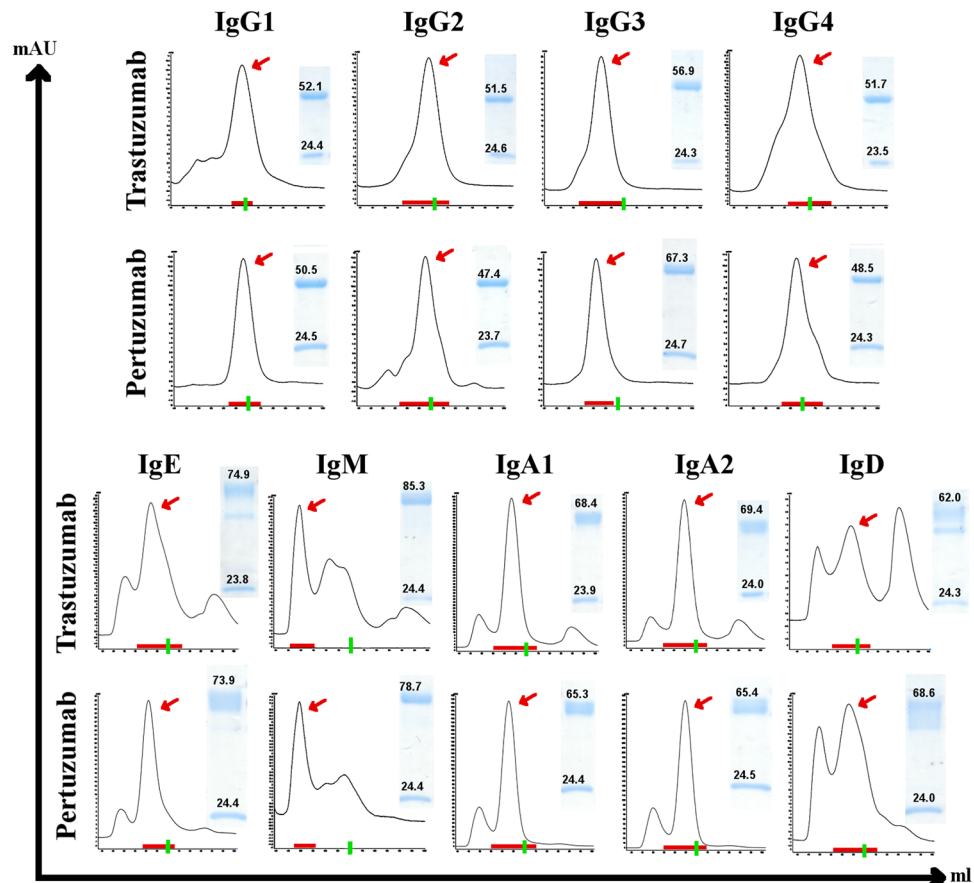 IgG1 IgG2 IgG3 IgG4
mAU
Trastuzumab
52.1 51.5 56.9 51.7
24.4 24.6 24.3 23.5
Pertuzumab
50.5 47.4 67.3 48.5
24.5 23.7 24.7 24.3
IgE IgM IgA1 IgA2 IgD
Trastuzumab
74.9 85.3 68.4 69.4 62.0
23.8 24.4 23.9 24.0 24.3
Pertuzumab
73.9 78.7 65.3 65.4 68.6
24.4 24.4 24.4 24.5 24.0
ml